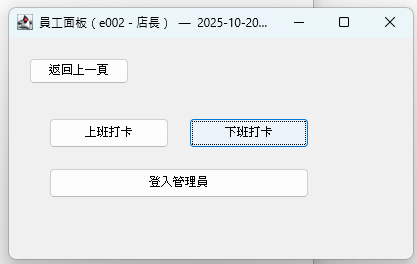 員工面板（e002 - 店長） — 2025-10-20...
返回上一頁
上班打卡 下班打卡
登入管理員